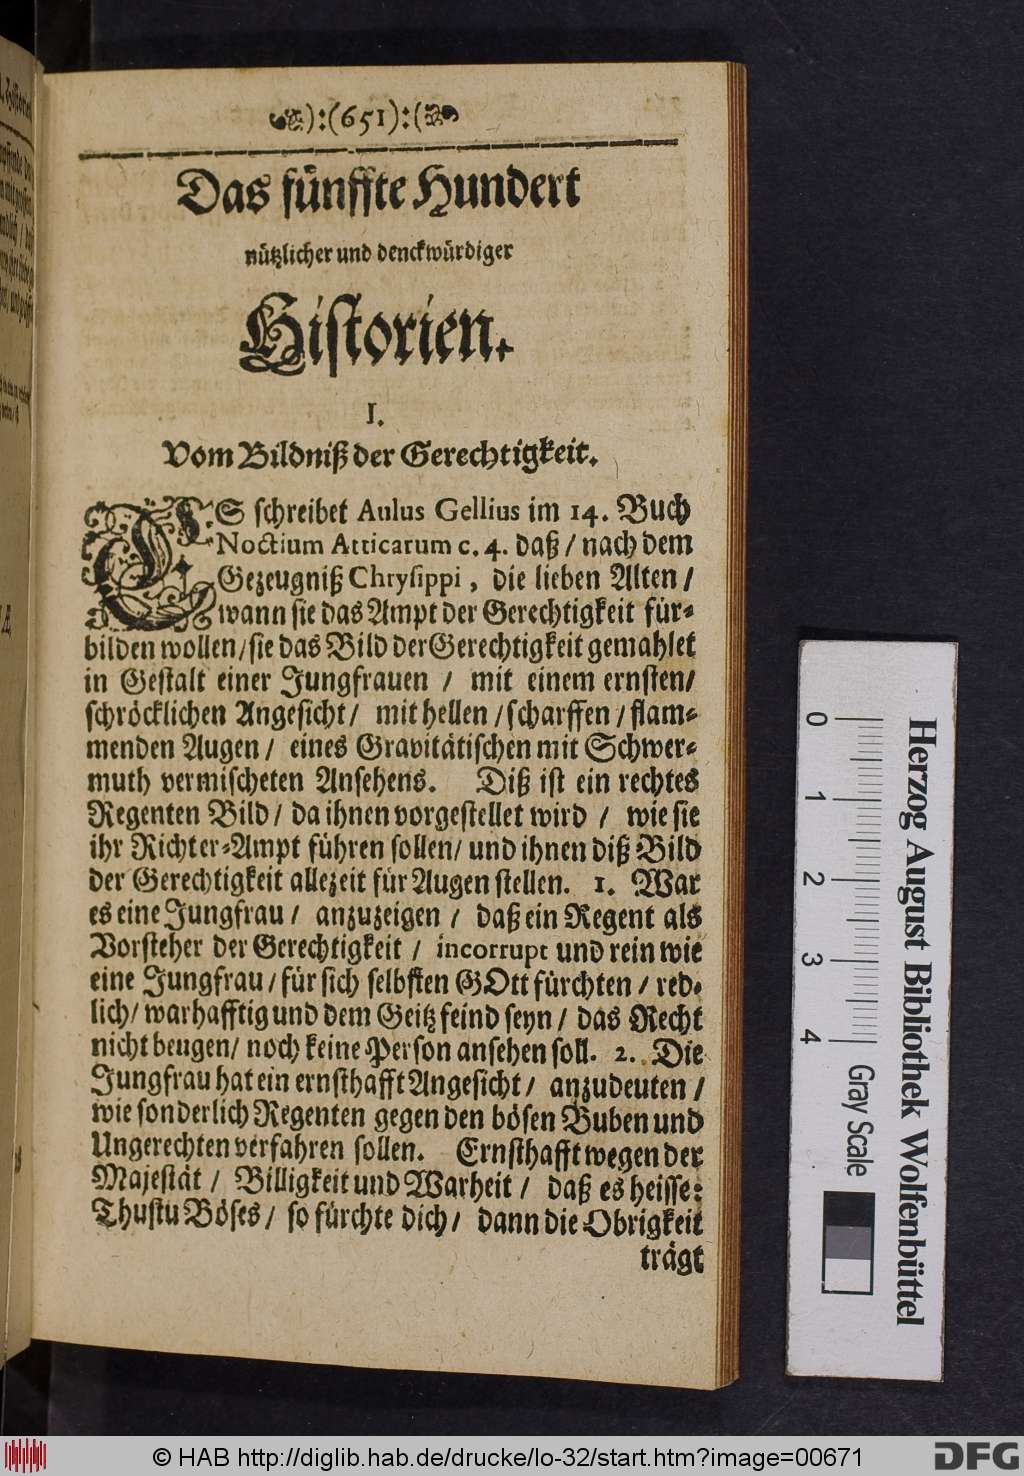 ):(651):(
Das fünffte Hundert
nützlicher und denckwürdiger
Historien.
I.
Vom Bildniß der Gerechtigkeit.
ES schreibet Aulus Gellius im 14. Buch
Noctium Atticarum c. 4. daß / nach dem
Gezeugniß Chrysippi, die lieben Alten /
wann sie das Ampt der Gerechtigkeit für-
bilden wollen / sie das Bild der Gerechtigkeit gemahlet
in Gestalt einer Jungfrauen / mit einem ernsten /
schröcklichen Angesicht / mit hellen / scharffen / flam-
menden Augen / eines Gravitätischen mit Schwer-
muth vermischeten Ansehens. Diß ist ein rechtes
Regenten Bild / da ihnen vorgestellet wird / wie sie
ihr Richter-Ampt führen sollen / und ihnen diß Bild
der Gerechtigkeit allezeit für Augen stellen. 1. War
es eine Jungfrau / anzuzeigen / daß ein Regent als
Vorsteher der Gerechtigkeit / incorrupt und rein wie
eine Jungfrau / für sich selbsten GOtt fürchten / red-
lich / warhafftig und dem Geitz feind seyn / das Recht
nicht beugen / noch keine Person ansehen soll. 2. Die
Jungfrau hat ein ernsthafft Angesicht / anzudeuten /
wie sonderlich Regenten gegen den bösen Buben und
Ungerechten verfahren sollen. Ernsthafft wegen der
Majestät / Billigkeit und Warheit / daß es heisse:
Thustu Böses / so fürchte dich / dann die Obrigkeit
trägt
Herzog August Bibliothek Wolfenbüttel
0 1 2 3 4
Gray Scale
© HAB http://diglib.hab.de/drucke/lo-32/start.htm?image=00671
DFG